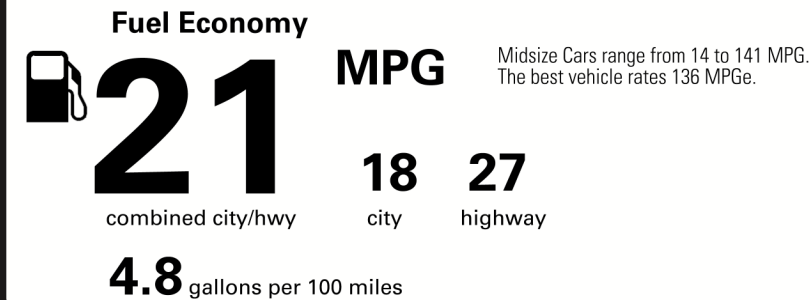 Fuel Economy
21
MPG
Midsize Cars range from 14 to 141 MPG.
The best vehicle rates 136 MPGe.
18 27
combined city/hwy city highway
4.8 gallons per 100 miles